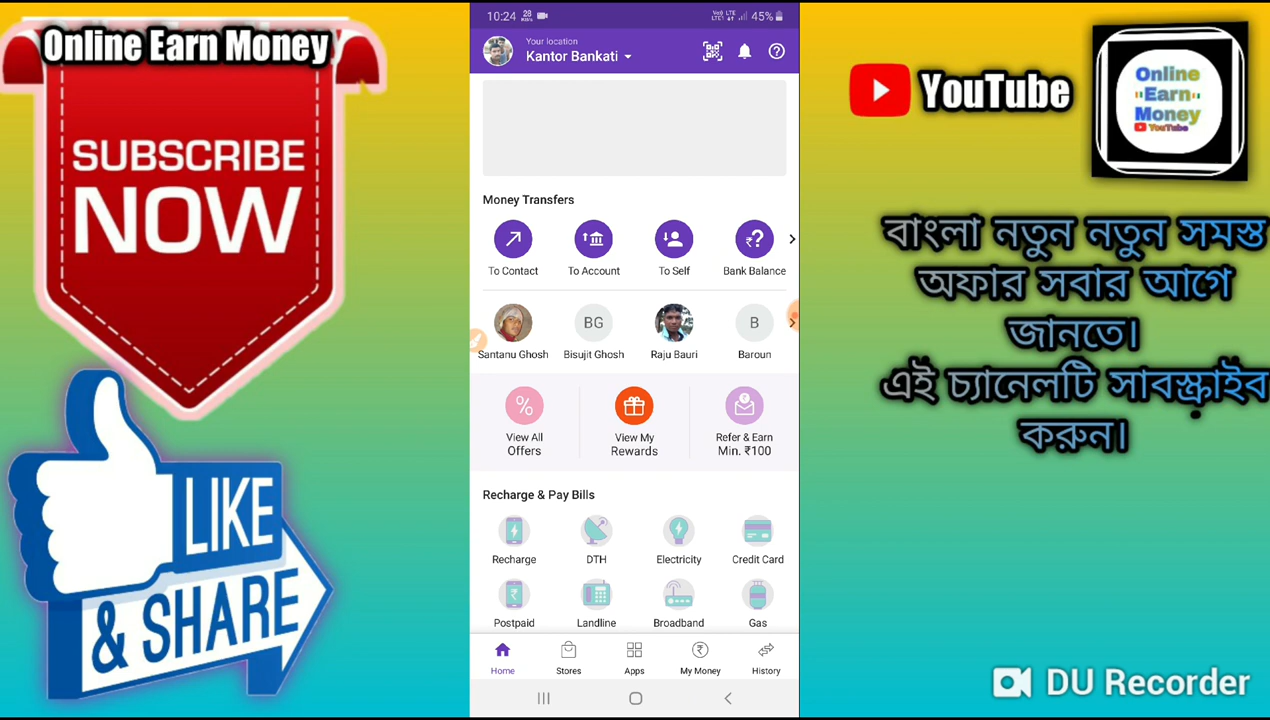 Online Earn Money
SUBSCRIBE
NOW
LIKE
& SHARE
10:24
45%
Your location
Kantor Bankati
Money Transfers
To Contact
To Account
To Self
Bank Balance
BG
B
Santanu Ghosh
Bisujit Ghosh
Raju Bauri
Baroun
View All
Offers
View My
Rewards
Refer & Earn
Min. ₹100
Recharge & Pay Bills
Recharge
DTH
Electricity
Credit Card
Postpaid
Landline
Broadband
Gas
Home
Stores
Apps
My Money
History
YouTube
Online
Earn
Money
YouTube
বাংলা নতুন নতুন সমস্ত
অফার সবার আগে
জানতে।
এই চ্যানেলটি সাবস্ক্রাইব
করুন।
DU Recorder